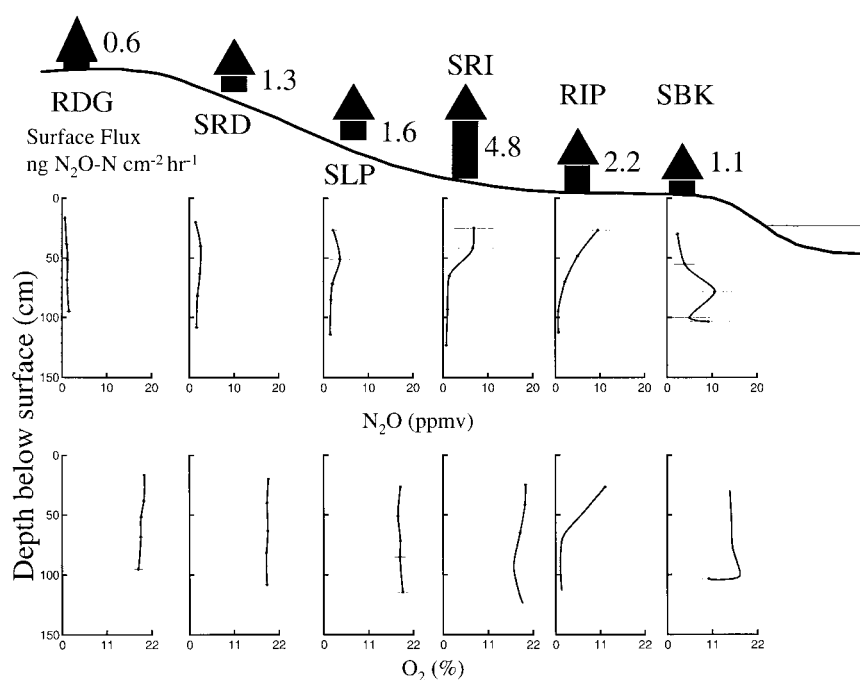 0.6
1.3
1.6
SRI
4.8
RIP
2.2
SBK
1.1
RDG
SRD
SLP
Surface Flux
ng N₂O-N cm⁻² hr⁻¹
Depth below surface (cm)
0
50
100
150
0 10 20 0 10 20 0 10 20 0 10 20 0 10 20 0 10 20
N₂O (ppmv)
0
50
100
150
0 11 22 0 11 22 0 11 22 0 11 22 0 11 22 0 11 22
O₂ (%)